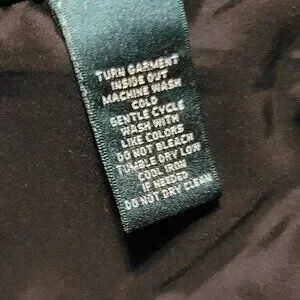 TURN GARMENT
INSIDE OUT
MACHINE WASH
COLD
GENTLE CYCLE
WASH WITH
LIKE COLORS
DO NOT BLEACH
TUMBLE DRY LOW
COOL IRON
IF NEEDED
DO NOT DRY CLEAN